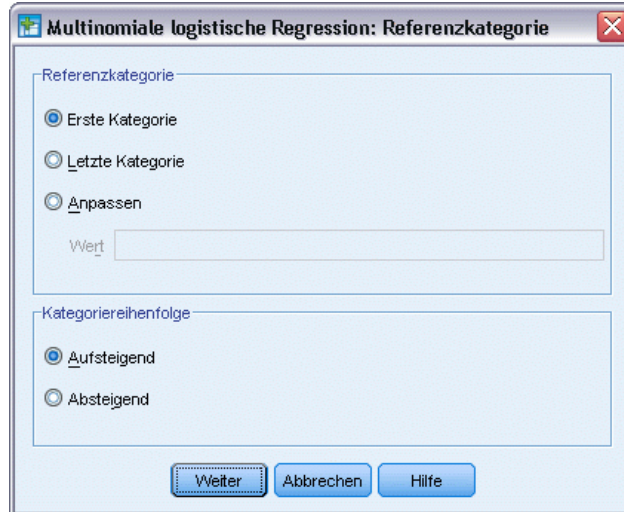 Multinomiale logistische Regression: Referenzkategorie
Referenzkategorie
Erste Kategorie
Letzte Kategorie
Anpassen
Wert
Kategoriereihenfolge
Aufsteigend
Absteigend
Weiter Abbrechen Hilfe